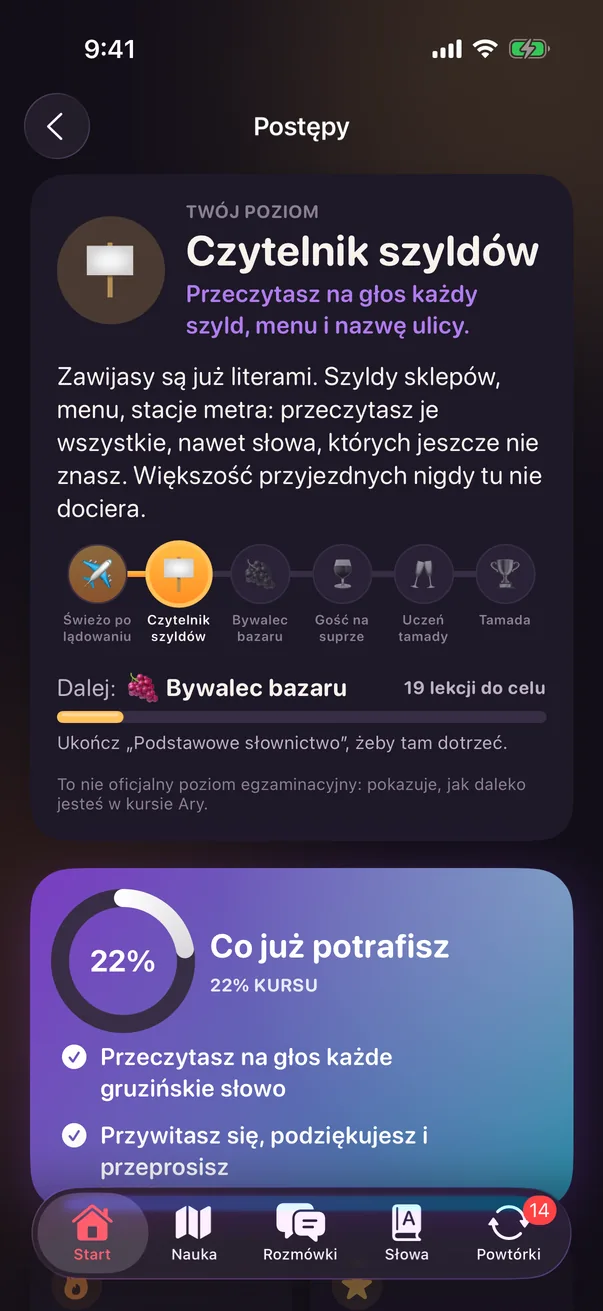 9:41
Postępy
TWÓJ POZIOM
Czytelnik szyldów
Przeczytasz na głos każdy
szyld, menu i nazwę ulicy.
Zawijasy są już literami. Szyldy sklepów,
menu, stacje metra: przeczytasz je
wszystkie, nawet słowa, których jeszcze nie
znasz. Większość przyjezdnych nigdy tu nie
dociera.
Świeżo po
lądowaniu
Czytelnik
szyldów
Bywalec
bazaru
Gość na
suprze
Uczeń
tamady
Tamada
Dalej: Bywalec bazaru
19 lekcji do celu
Ukończ „Podstawowe słownictwo”, żeby tam dotrzeć.
To nie oficjalny poziom egzaminacyjny: pokazuje, jak daleko
jesteś w kursie Ary.
22%
Co już potrafisz
22% KURSU
Przeczytasz na głos każde
gruzińskie słowo
Przywitasz się, podziękujesz i
przeprosisz
Start
Nauka
Rozmówki
A
Słowa
14
Powtórki